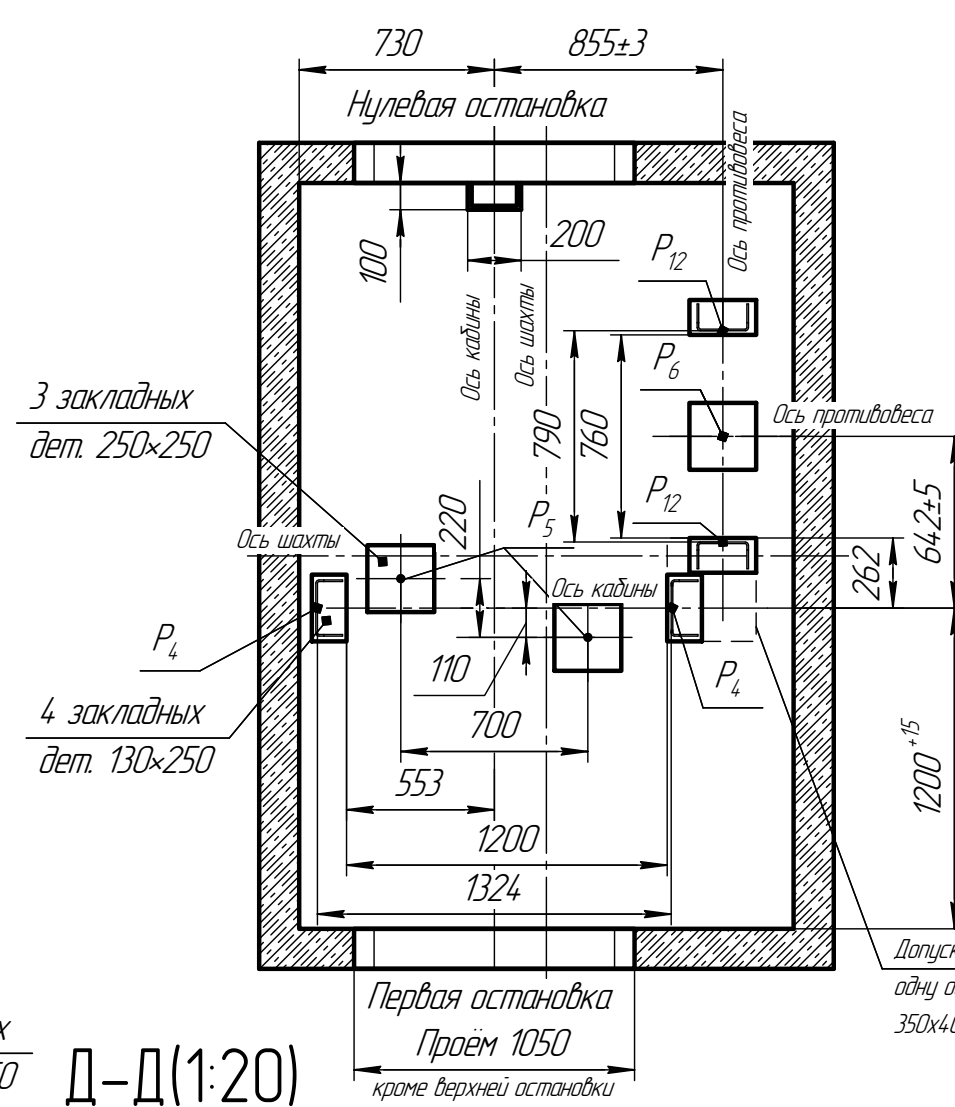 730
855±3
Нулевая остановка
Ось противовеса
100
200
P12
Ось кабины
Ось шахты
P6
3 закладных
дет. 250×250
790
760
Ось противовеса
P12
220
P5
642±5
Ось шахты
262
Ось кабины
P4
110
P4
4 закладных
дет. 130×250
700
1200+15
553
1200
1324
одну о
Первая остановка
Проём 1050
кроме верхней остановки
Д-Д(1:20)